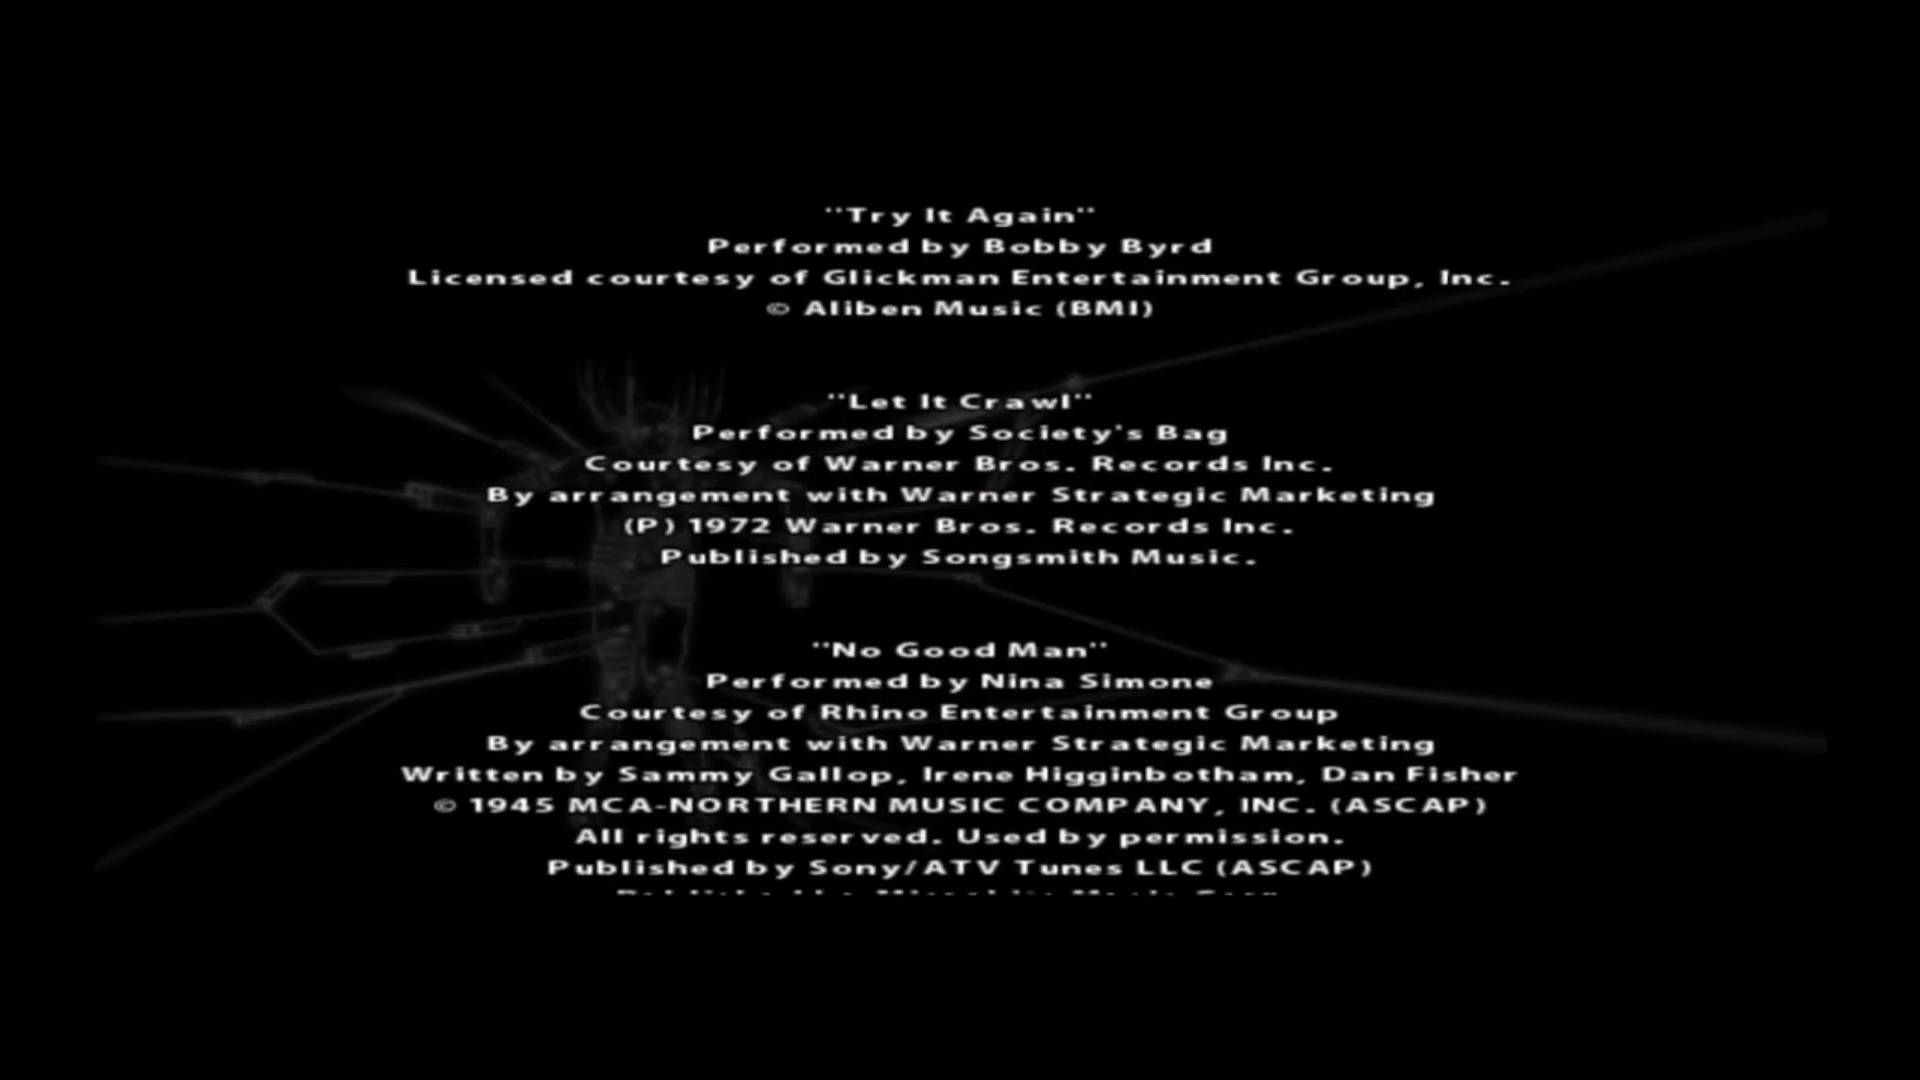 "Try It Again"
Performed by Bobby Byrd
Licensed courtesy of Glickman Entertainment Group, Inc.
© Aliben Music (BMI)
"Let It Crawl"
Performed by Society's Bag
Courtesy of Warner Bros. Records Inc.
By arrangement with Warner Strategic Marketing
(P) 1972 Warner Bros. Records Inc.
Published by Songsmith Music.
"No Good Man"
Performed by Nina Simone
Courtesy of Rhino Entertainment Group
By arrangement with Warner Strategic Marketing
Written by Sammy Gallop, Irene Higginbotham, Dan Fisher
© 1945 MCA-NORTHERN MUSIC COMPANY, INC. (ASCAP)
All rights reserved. Used by permission.
Published by Sony/ATV Tunes LLC (ASCAP)